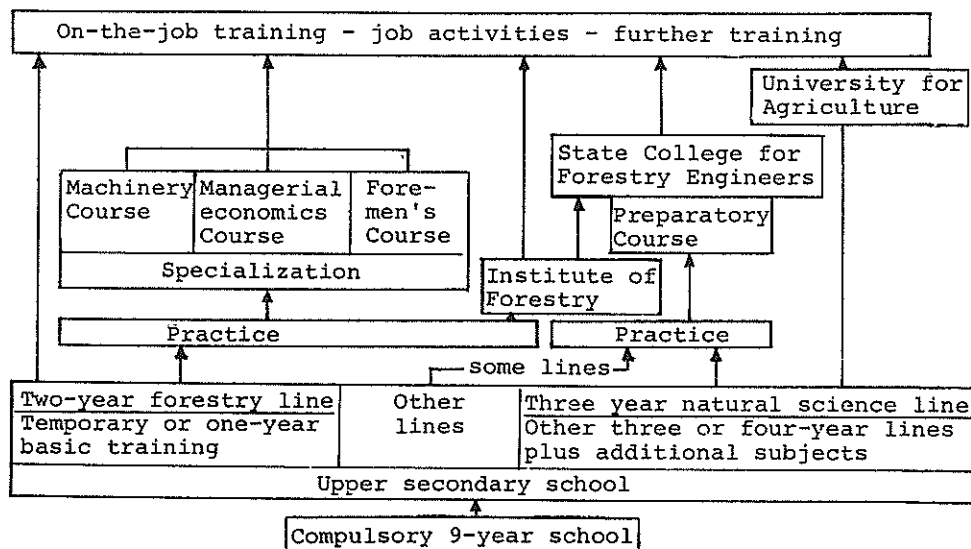 On-the-job training - job activities - further training
University for
Agriculture
State College for
Forestry Engineers
Machinery
Course
Managerial
economics
Course
Fore-
men's
Course
Preparatory
Course
Specialization
Institute of
Forestry
Practice
Practice
some lines
Two-year forestry line
Temporary or one-year
basic training
Other
lines
Three year natural science line
Other three or four-year lines
plus additional subjects
Upper secondary school
Compulsory 9-year school